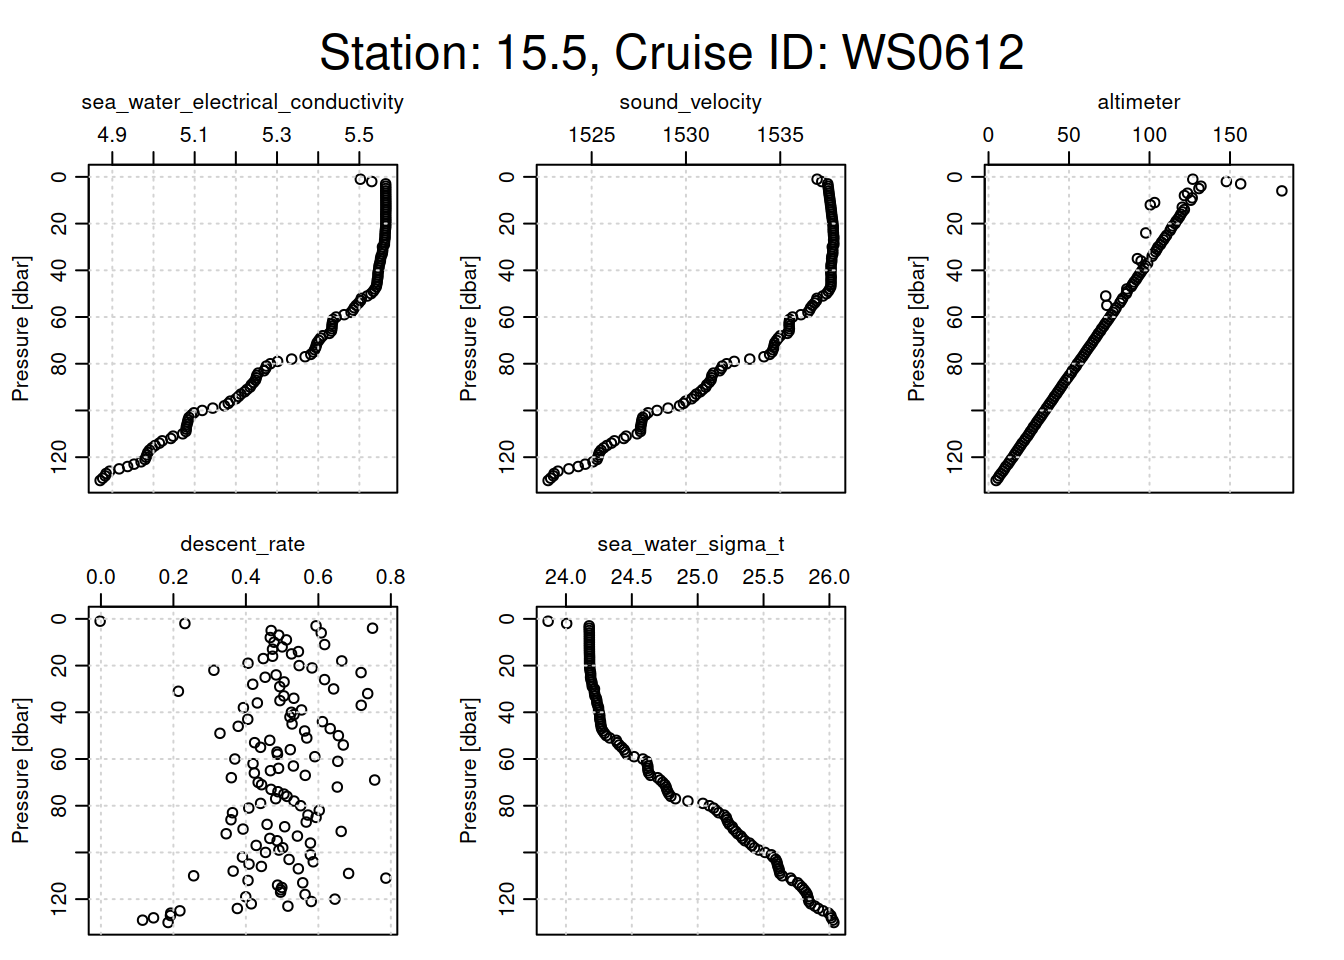 Station: 15.5, Cruise ID: WS0612
sea_water_electrical_conductivity
4.9 5.1 5.3 5.5
Pressure [dbar]
0
20
40
60
80
120
sound_velocity
1525 1530 1535
Pressure [dbar]
0
20
40
60
80
120
altimeter
0 50 100 150
Pressure [dbar]
0
20
40
60
80
120
descent_rate
0.0 0.2 0.4 0.6 0.8
Pressure [dbar]
0
20
40
60
80
120
sea_water_sigma_t
24.0 24.5 25.0 25.5 26.0
Pressure [dbar]
0
20
40
60
80
120